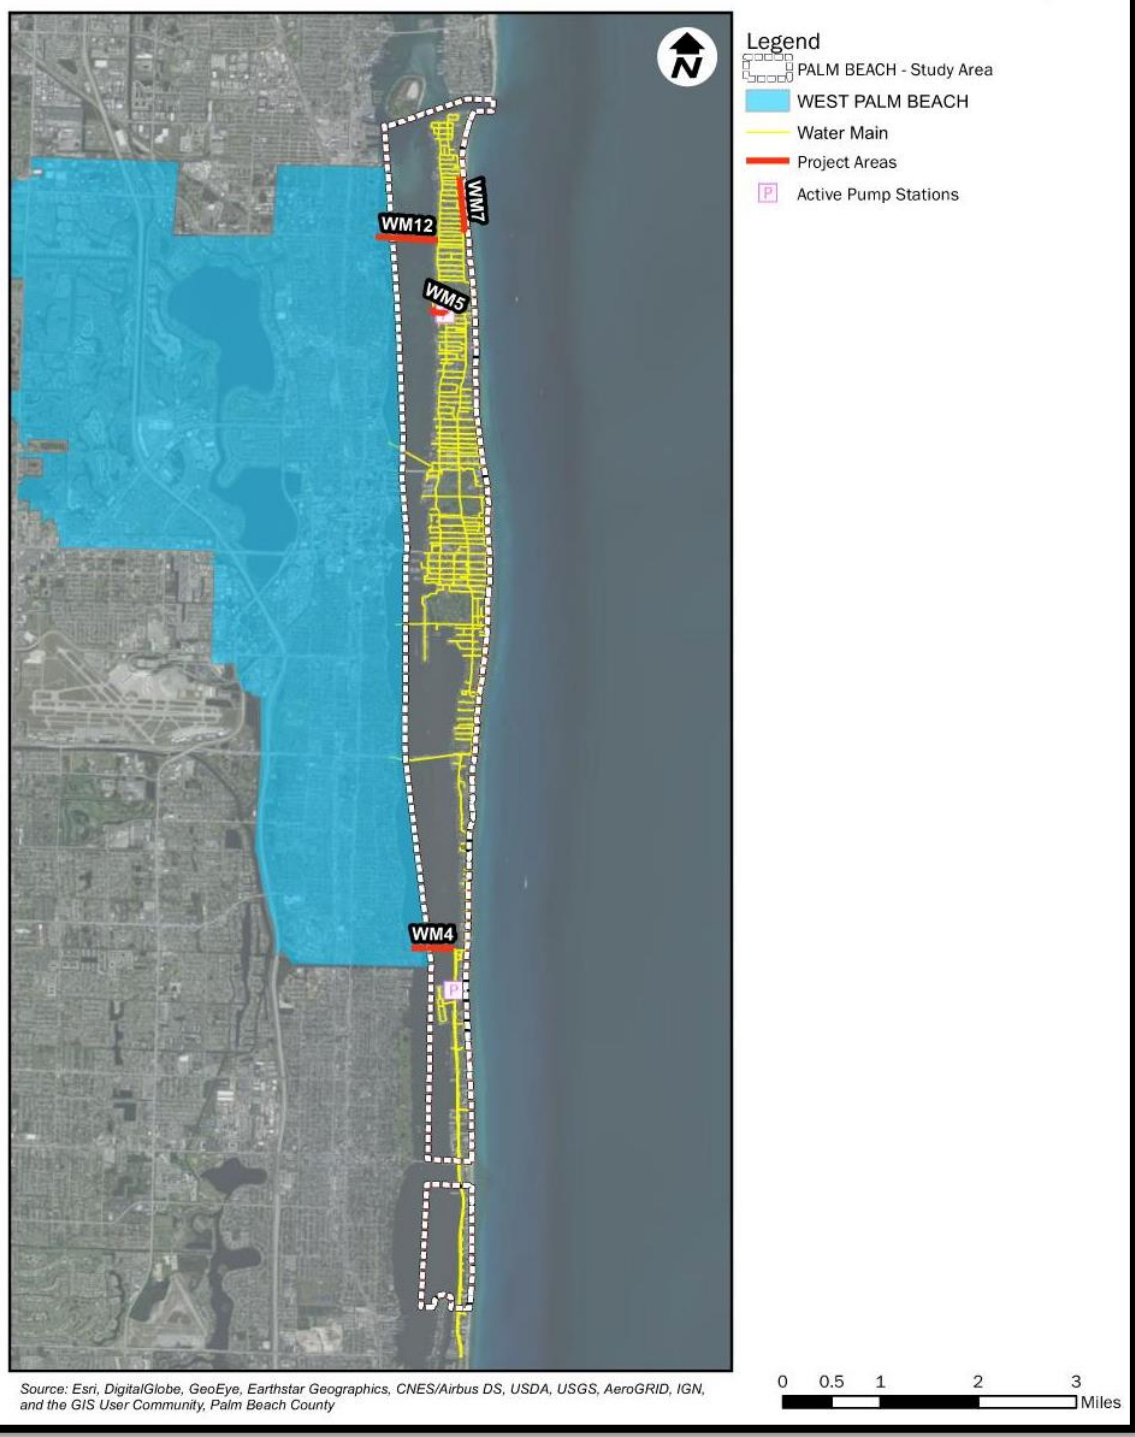 N
Legend
PALM BEACH - Study Area
WEST PALM BEACH
Water Main
Project Areas
P Active Pump Stations
WM7
WM12
WM5
WM4
P
Source: Esri, DigitalGlobe, GeoEye, Earthstar Geographics, CNES/Airbus DS, USDA, USGS, AeroGRID, IGN,
and the GIS User Community, Palm Beach County
0 0.5 1 2 3
Miles